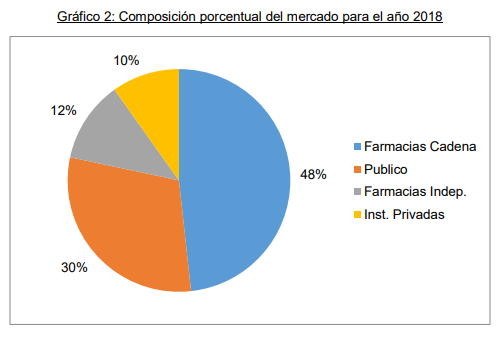 Gráfico 2: Composición porcentual del mercado para el año 2018
10%
12%
48%
30%
Farmacias Cadena
Publico
Farmacias Indep.
Inst. Privadas